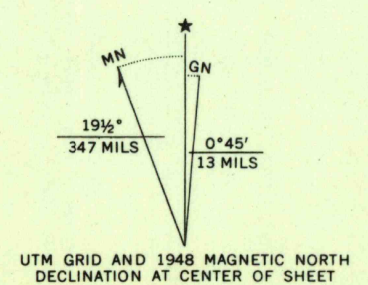 MN
GN
19½°
347 MILS
0°45′
13 MILS
UTM GRID AND 1948 MAGNETIC NORTH
DECLINATION AT CENTER OF SHEET